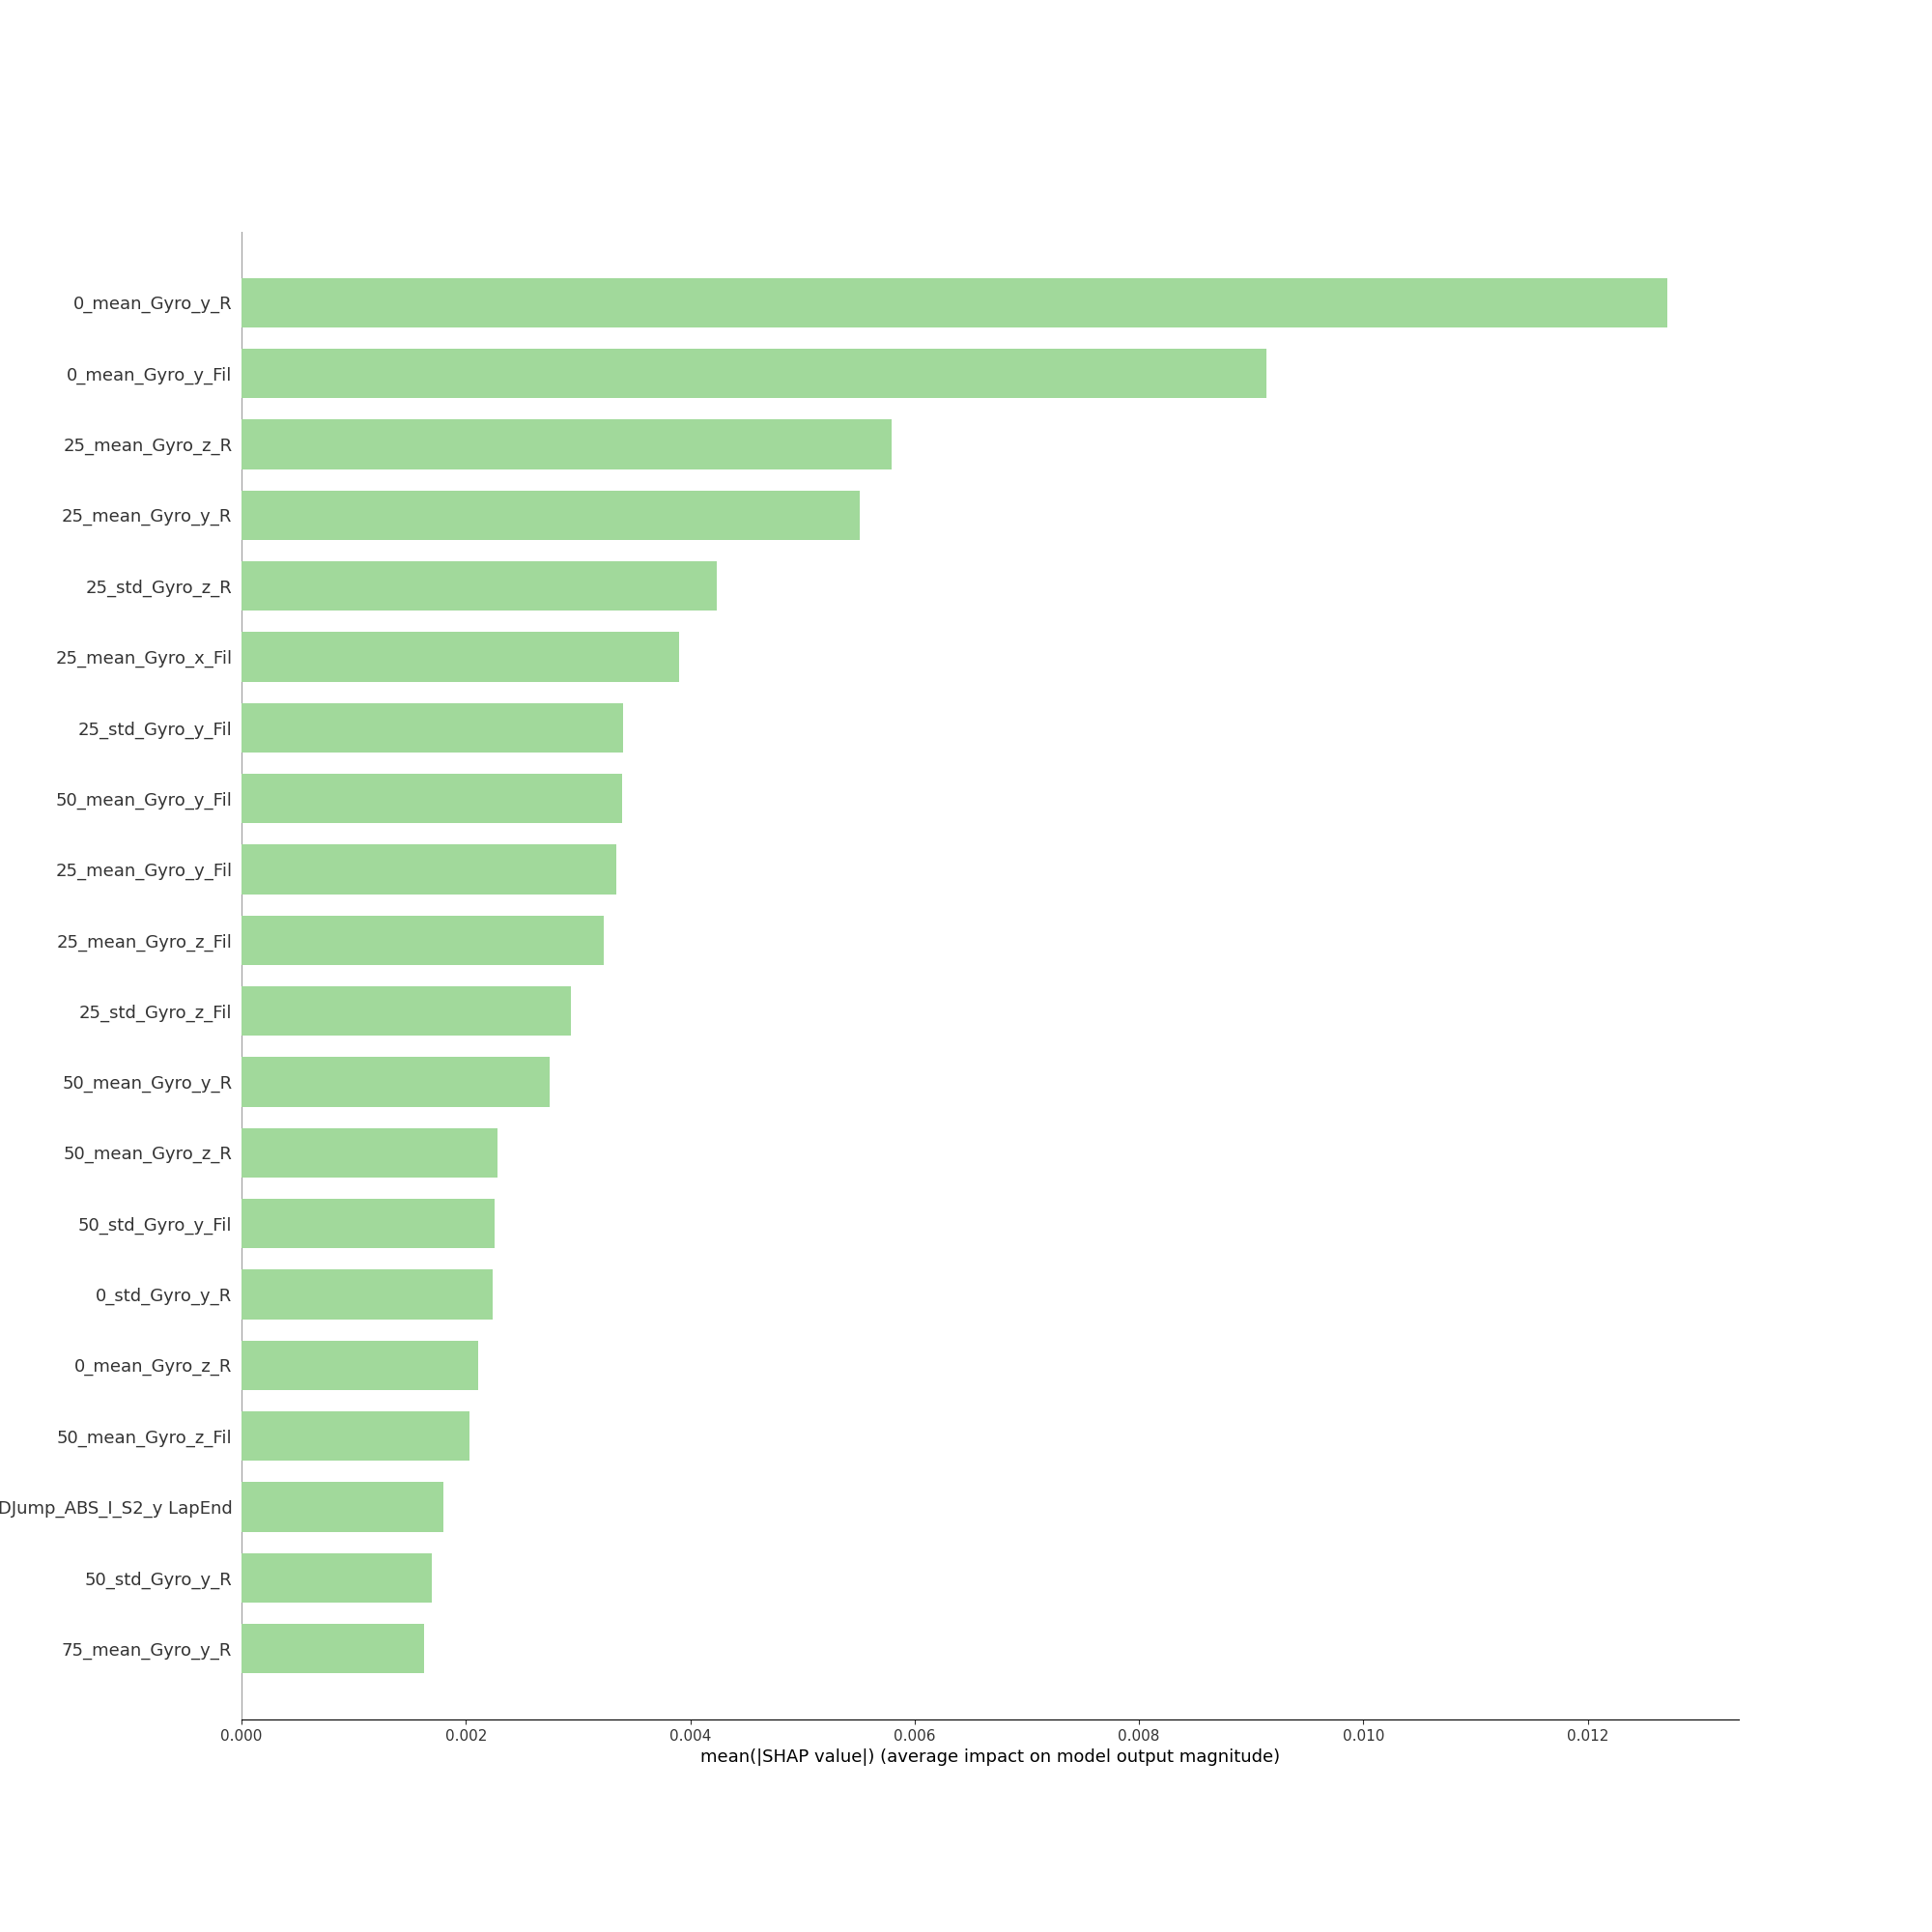 0_mean_Gyro_y_R
0_mean_Gyro_y_Fil
25_mean_Gyro_z_R
25_mean_Gyro_y_R
25_std_Gyro_z_R
25_mean_Gyro_x_Fil
25_std_Gyro_y_Fil
50_mean_Gyro_y_Fil
25_mean_Gyro_y_Fil
25_mean_Gyro_z_Fil
25_std_Gyro_z_Fil
50_mean_Gyro_y_R
50_mean_Gyro_z_R
50_std_Gyro_y_Fil
0_std_Gyro_y_R
0_mean_Gyro_z_R
50_mean_Gyro_z_Fil
DJump_ABS_I_S2_y LapEnd
50_std_Gyro_y_R
75_mean_Gyro_y_R
0.000 0.002 0.004 0.006 0.008 0.010 0.012
mean(|SHAP value|) (average impact on model output magnitude)